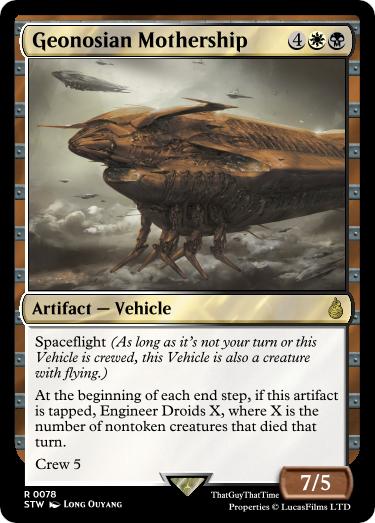 Geonosian Mothership 4
Artifact — Vehicle
Spaceflight (As long as it's not your turn or this
Vehicle is crewed, this Vehicle is also a creature
with flying.)
At the beginning of each end step, if this artifact
is tapped, Engineer Droids X, where X is the
number of nontoken creatures that died that
turn.
Crew 5
7/5
R 0078
STW Long Ouyang
ThatGuyThatTime
Properties © LucasFilms LTD